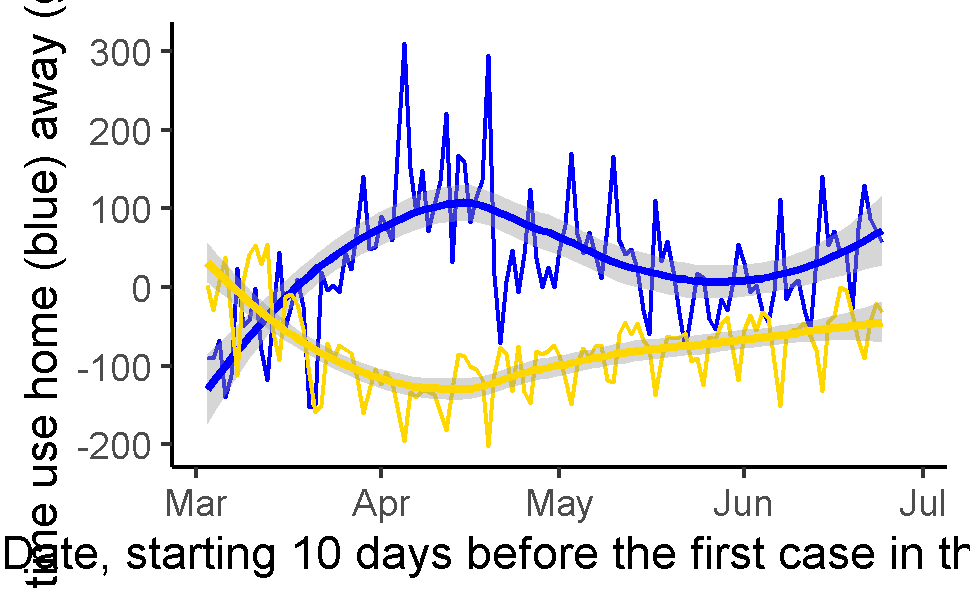 time use home (blue) away (
300
200
100
0
-100
-200
Mar Apr May Jun Jul
Date, starting 10 days before the first case in th